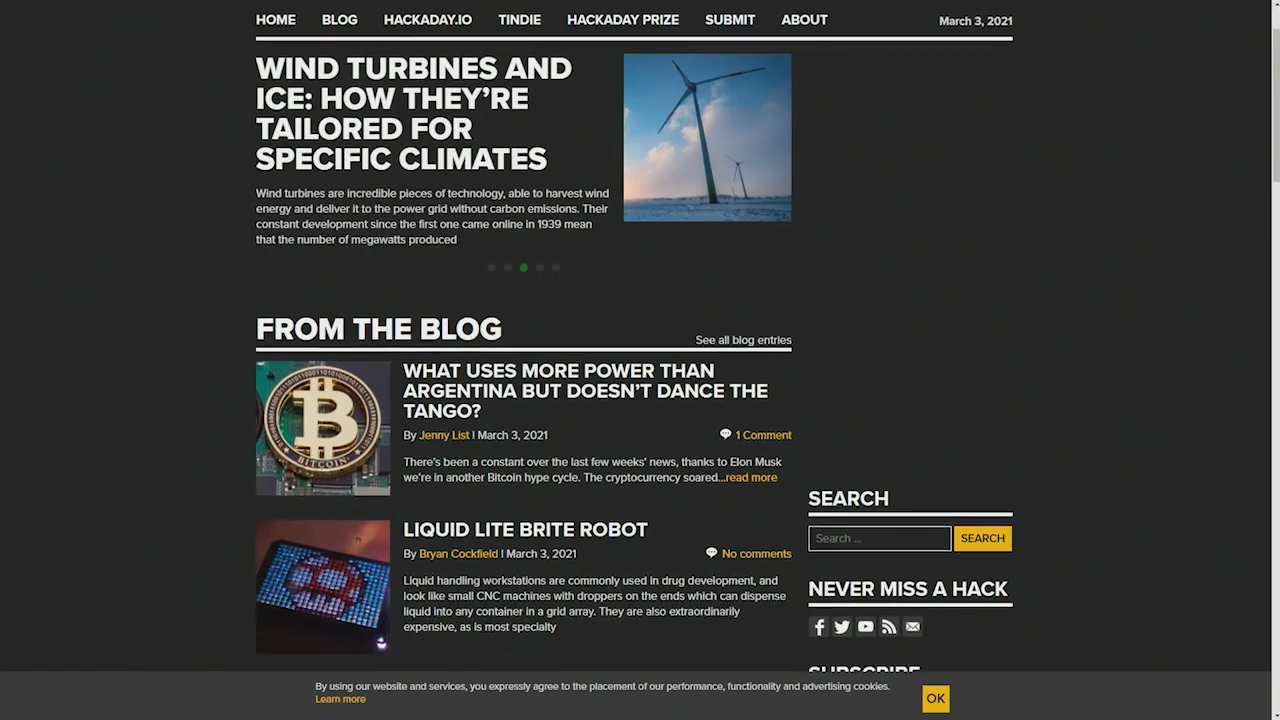 HOME BLOG HACKADAY.IO TINDIE HACKADAY PRIZE SUBMIT ABOUT March 3, 2021
WIND TURBINES AND
ICE: HOW THEY’RE
TAILORED FOR
SPECIFIC CLIMATES
Wind turbines are incredible pieces of technology, able to harvest wind
energy and deliver it to the power grid without carbon emissions. Their
constant development since the first one came online in 1939 mean
that the number of megawatts produced
FROM THE BLOG
See all blog entries
BITCOIN
WHAT USES MORE POWER THAN
ARGENTINA BUT DOESN’T DANCE THE
TANGO?
By Jenny List | March 3, 2021 1 Comment
There’s been a constant over the last few weeks’ news, thanks to Elon Musk
we’re in another Bitcoin hype cycle. The cryptocurrency soared...read more
LIQUID LITE BRITE ROBOT
By Bryan Cockfield | March 3, 2021 No comments
Liquid handling workstations are commonly used in drug development, and
look like small CNC machines with droppers on the ends which can dispense
liquid into any container in a grid array. They are also extraordinarily
expensive, as is most specialty
SEARCH
Search ... SEARCH
NEVER MISS A HACK
SUBSCRIBE
By using our website and services, you expressly agree to the placement of our performance, functionality and advertising cookies.
Learn more
OK